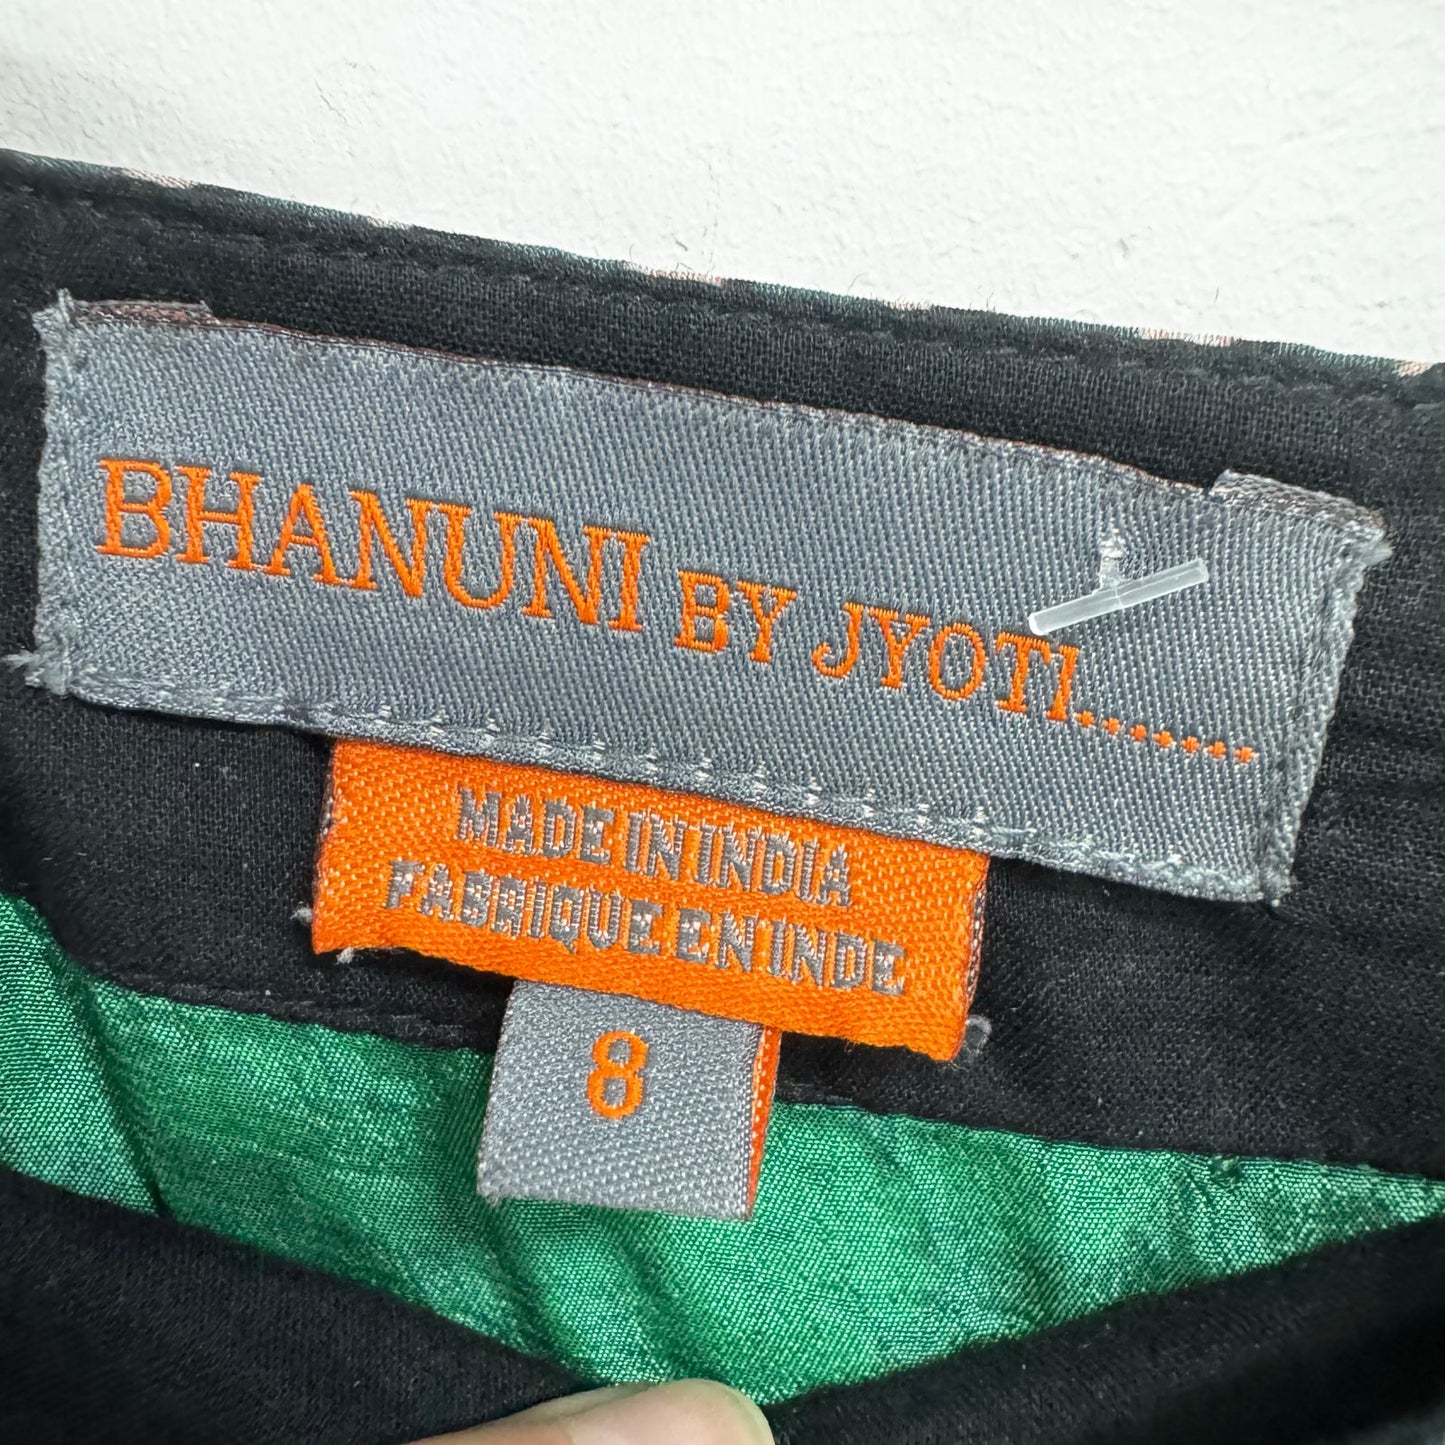 BHANUNI BY JYOTI........
MADE IN INDIA
FABRIQUE EN INDE
8